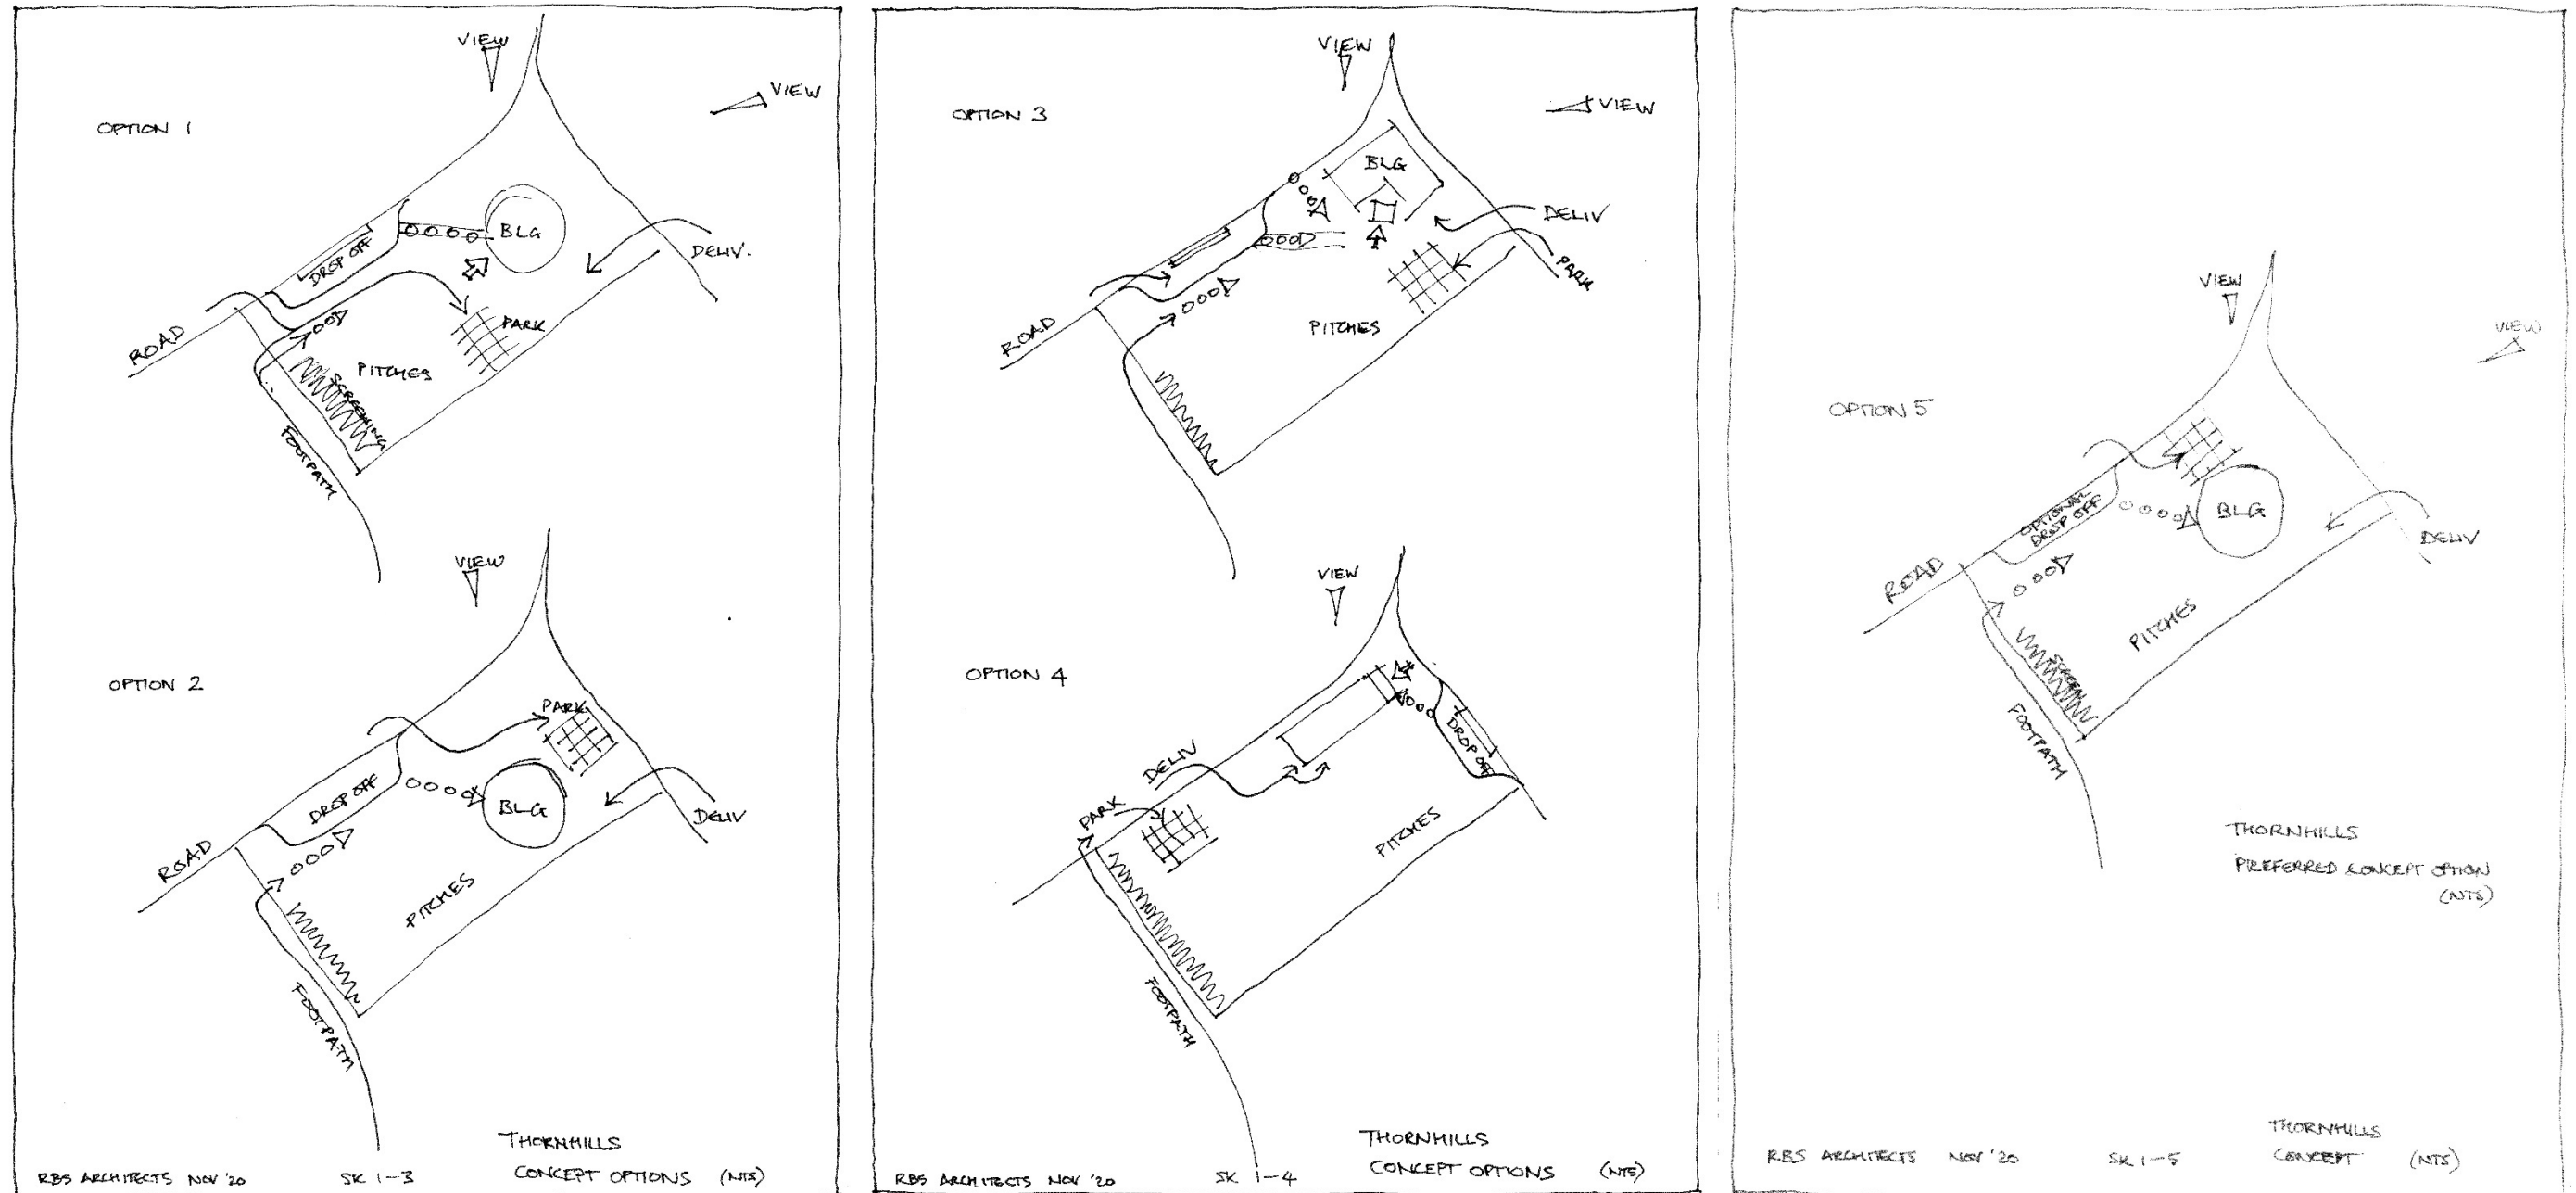 VIEW
VIEW
OPTION 1
BLG
DROP OFF
DELIV.
ROAD
PARK
PITCHES
SCREENING
FOOTPATH
VIEW
OPTION 2
PARK
DROP OFF
BLG
DELIV
ROAD
PITCHES
FOOTPATH
THORNHILLS
CONCEPT OPTIONS (NTS)
RBS ARCHITECTS NOV '20 SK 1-3
VIEW
VIEW
OPTION 3
BLG
DELIV
PARK
ROAD
PITCHES
VIEW
OPTION 4
DROP OFF
DELIV
PARK
PITCHES
FOOTPATH
THORNHILLS
CONCEPT OPTIONS (NTS)
RBS ARCHITECTS NOV '20 SK 1-4
VIEW
VIEW
OPTION 5
OPTIONAL
DROP OFF
BLG
DELIV
ROAD
PITCHES
SCREEN
FOOTPATH
THORNHILLS
PREFERRED CONCEPT OPTION
(NTS)
THORNHILLS
CONCEPT (NTS)
RBS ARCHITECTS NOV '20 SK 1-5